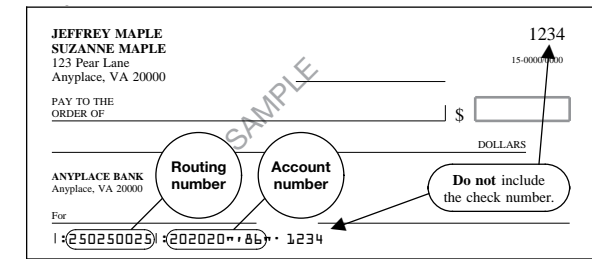 JEFFREY MAPLE
SUZANNE MAPLE
123 Pear Lane
Anyplace, VA 20000
1234
15-0000/0000
SAMPLE
PAY TO THE
ORDER OF
$
DOLLARS
ANYPLACE BANK
Anyplace, VA 20000
Routing
number
Account
number
Do not include
the check number.
For
|:250250025|:202020⑈⑉86⑈ 1234